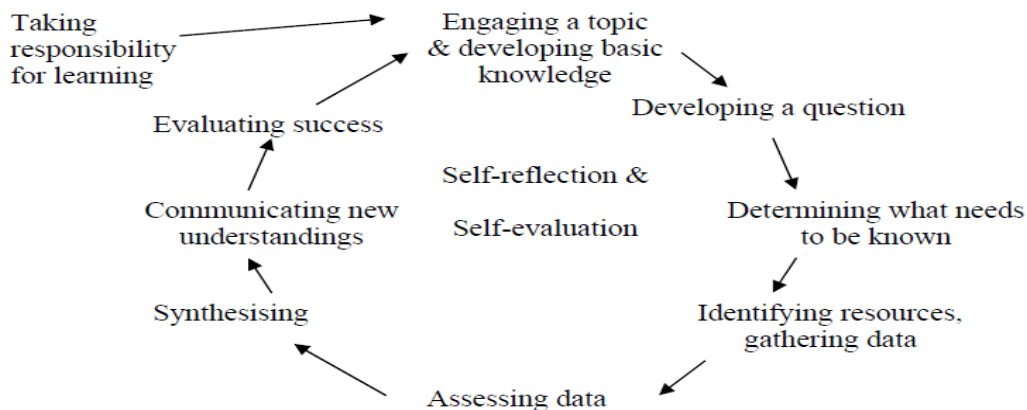 Taking
responsibility
for learning
Engaging a topic
& developing basic
knowledge
Developing a question
Determining what needs
to be known
Identifying resources,
gathering data
Assessing data
Synthesising
Communicating new
understandings
Evaluating success
Self-reflection &
Self-evaluation